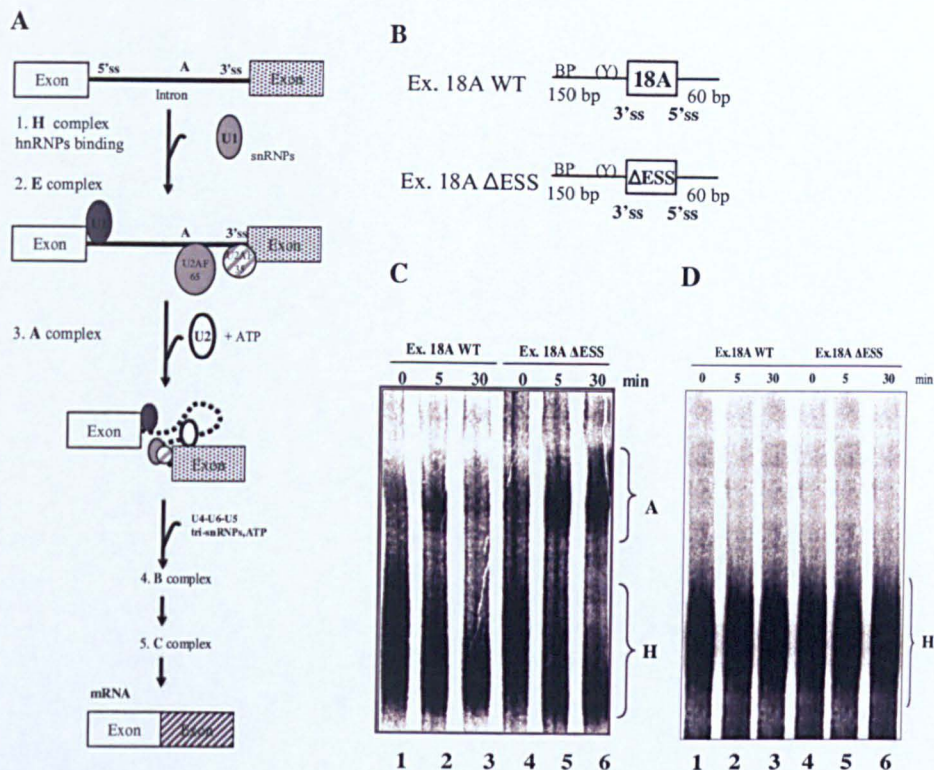 A
Exon
5'ss
A
3'ss
Exon
Intron
1. H complex
hnRNPs binding
U1
snRNPs
2. E complex
Exon
A
3'ss
Exon
U2AF
65
3. A complex
U2
+ ATP
Exon
Exon
U4-U6-U5
tri-snRNPs,ATP
4. B complex
5. C complex
mRNA
Exon
Exon
B
Ex. 18A WT
BP
(Y)
18A
150 bp
60 bp
3'ss
5'ss
Ex. 18A ΔESS
BP
(Y)
ΔESS
150 bp
60 bp
3'ss
5'ss
C
Ex. 18A WT
Ex. 18A ΔESS
0 5 30 0 5 30 min
A
H
1 2 3 4 5 6
D
Ex.18A WT
Ex.18A ΔESS
0 5 30 0 5 30 min
H
1 2 3 4 5 6